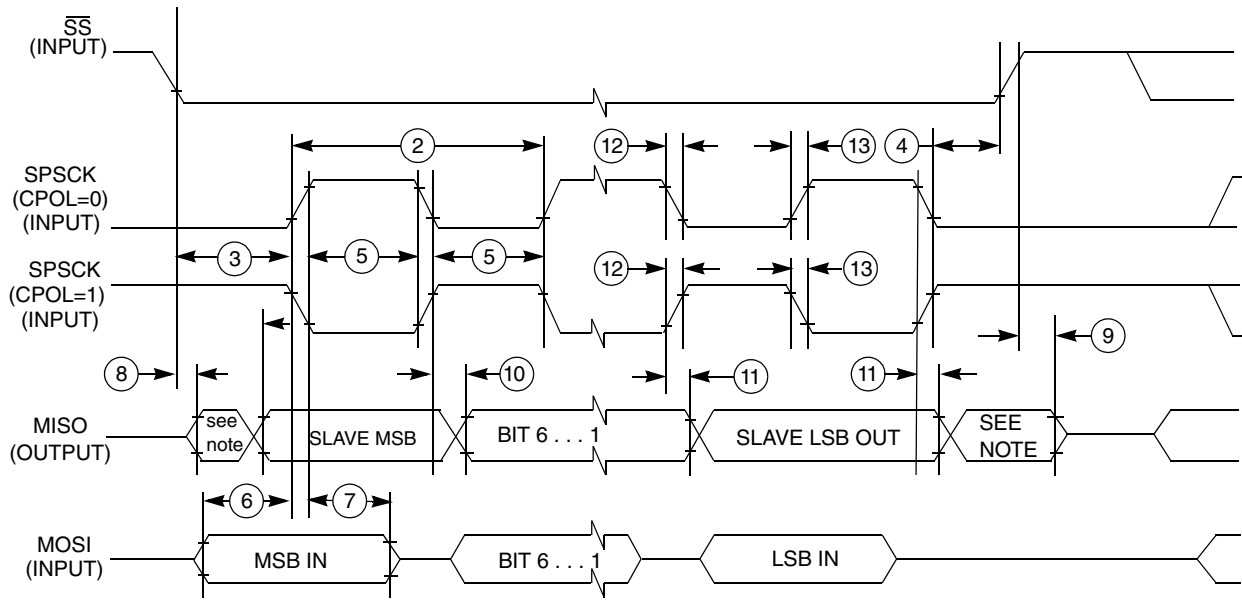 SS
(INPUT)
2
12
13
4
SPSCK
(CPOL=0)
(INPUT)
3
5
5
SPSCK
(CPOL=1)
(INPUT)
12
13
8
10
11
11
9
MISO
(OUTPUT)
see
note
SLAVE MSB
BIT 6 . . . 1
SLAVE LSB OUT
SEE
NOTE
6
7
MOSI
(INPUT)
MSB IN
BIT 6 . . . 1
LSB IN